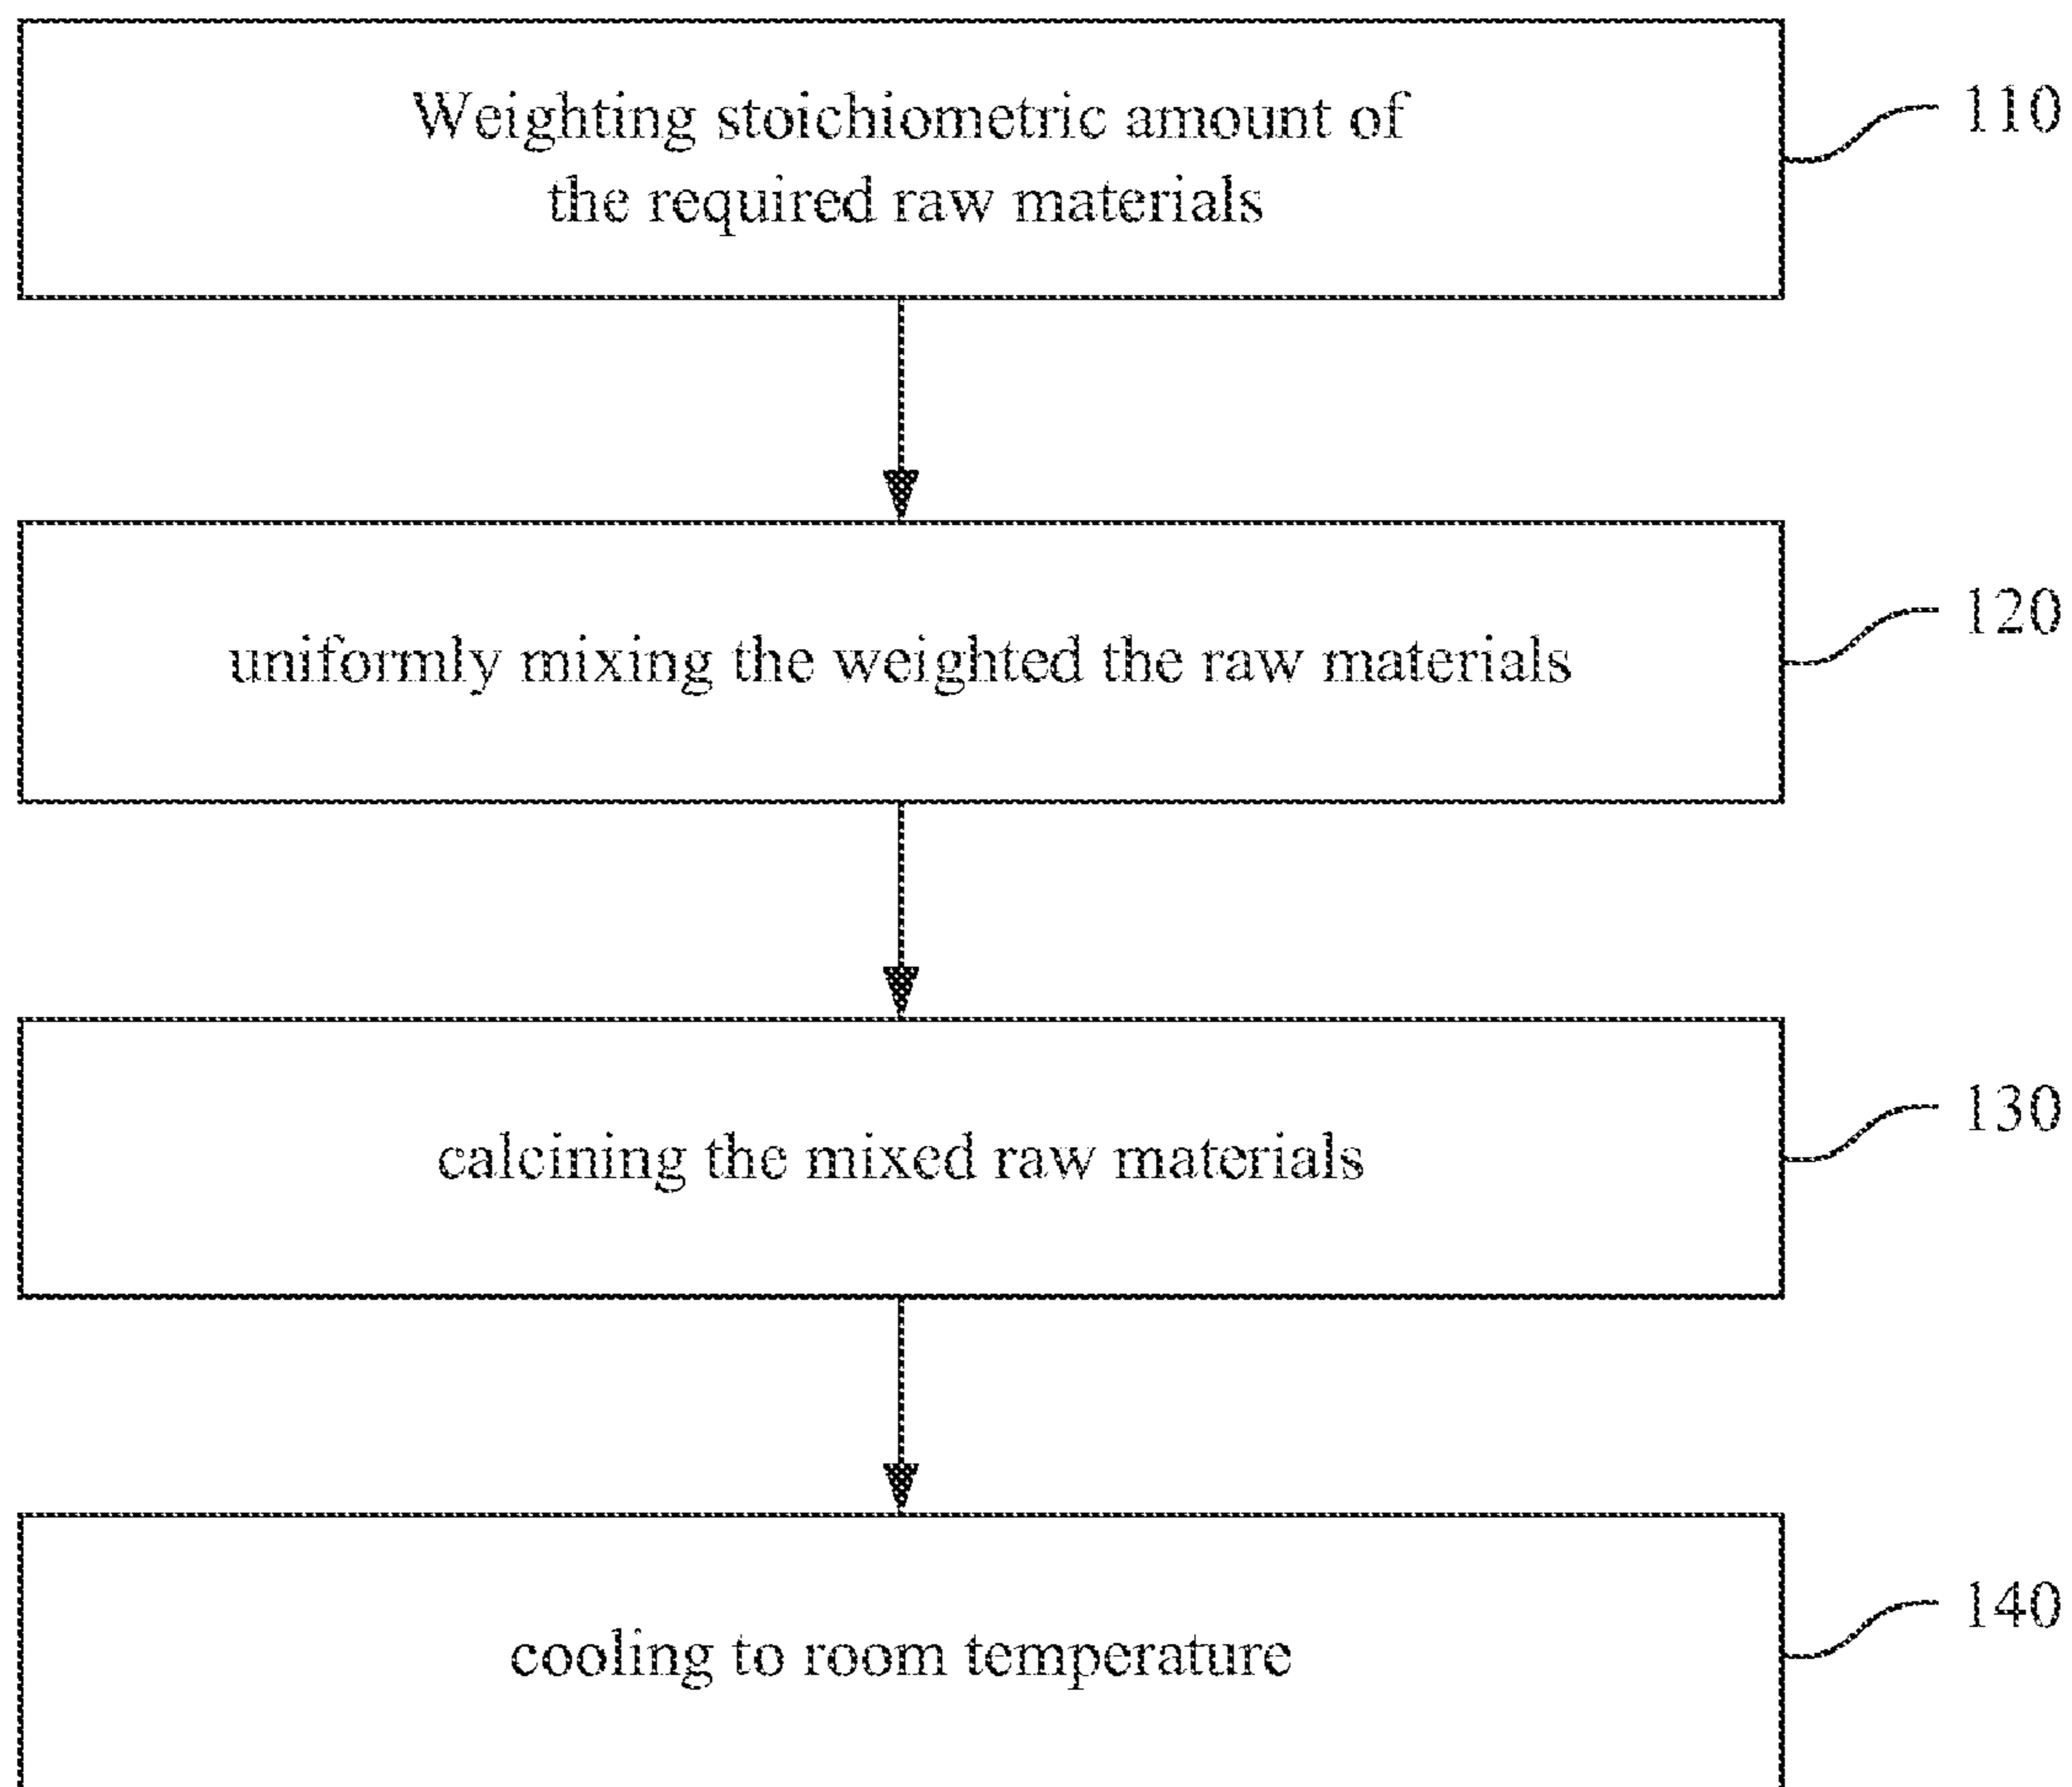 Weighting stoichiometric amount of
110
the required raw materials
uniformly mixing the weighted the raw materials
120
calcining the mixed raw materials
130
cooling to room temperature
140